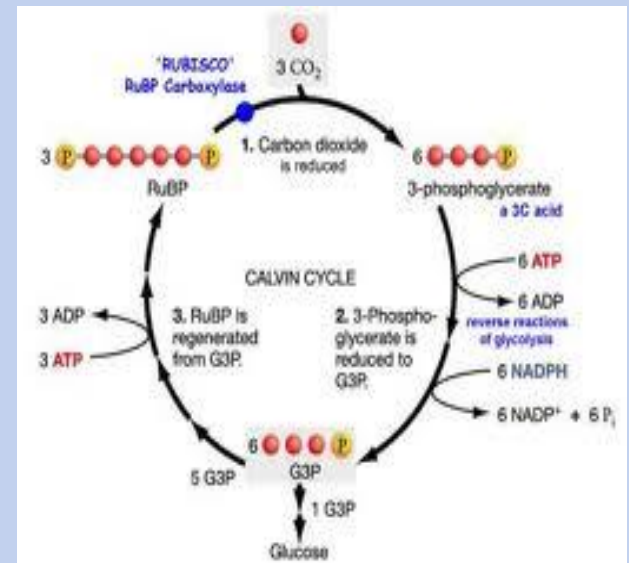 'RUBISCO'
RuBP Carboxylase
3 CO₂
1. Carbon dioxide
is reduced
3 P P
RuBP
6 P
3-phosphoglycerate
a 3C acid
CALVIN CYCLE
6 ATP
6 ADP
reverse reactions
of glycolysis
6 NADPH
6 NADP⁺ + 6 Pᵢ
2. 3-Phospho-
glycerate is
reduced to
G3P.
3. RuBP is
regenerated
from G3P.
3 ADP
3 ATP
6 P
G3P
5 G3P
1 G3P
Glucose